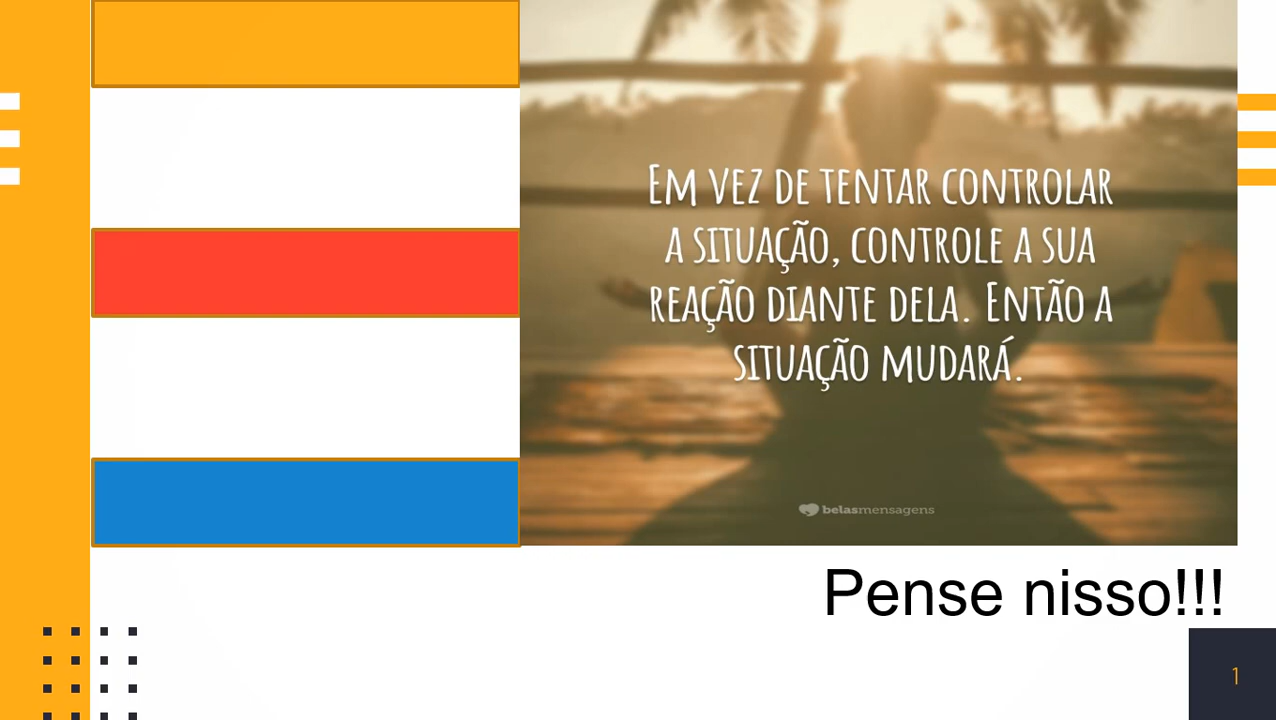 Em vez de tentar controlar
a situação, controle a sua
reação diante dela. Então a
situação mudará.
belasmensagens
Pense nisso!!!
1